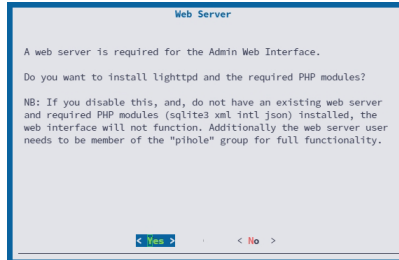 Web Server
A web server is required for the Admin Web Interface.
Do you want to install lighttpd and the required PHP modules?
NB: If you disable this, and, do not have an existing web server
and required PHP modules (sqlite3 xml intl json) installed, the
web interface will not function. Additionally the web server user
needs to be member of the "pihole" group for full functionality.
< Yes > < No >